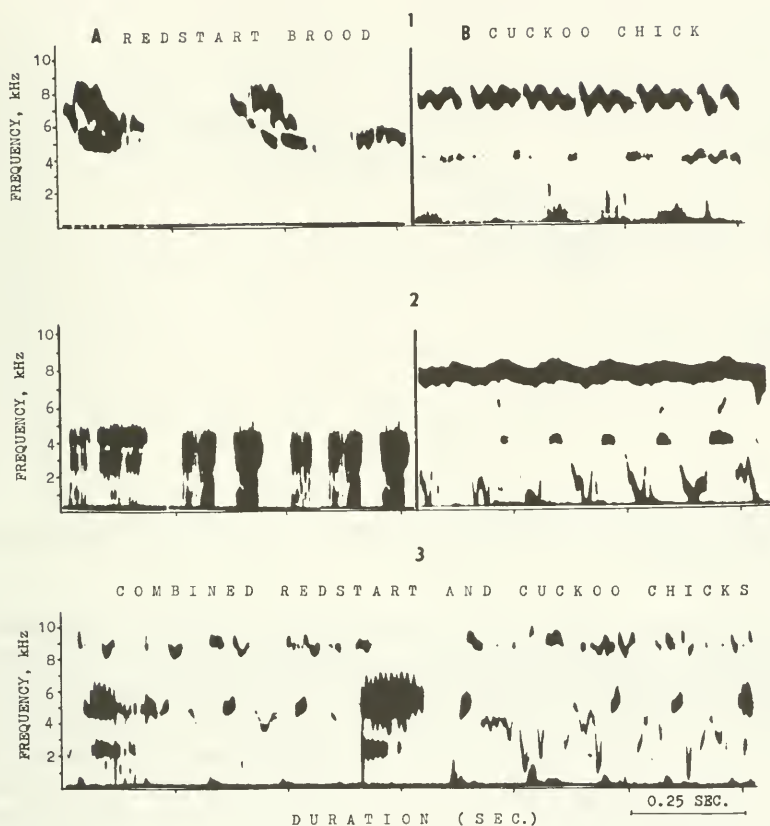 1
A REDSTART BROOD
B CUCKOO CHICK
FREQUENCY, kHz
10
8
6
4
2
2
FREQUENCY, kHz
10
8
6
4
2
3
COMBINED REDSTART AND CUCKOO CHICKS
FREQUENCY, kHz
10
8
6
4
2
0.25 SEC.
DURATION (SEC.)